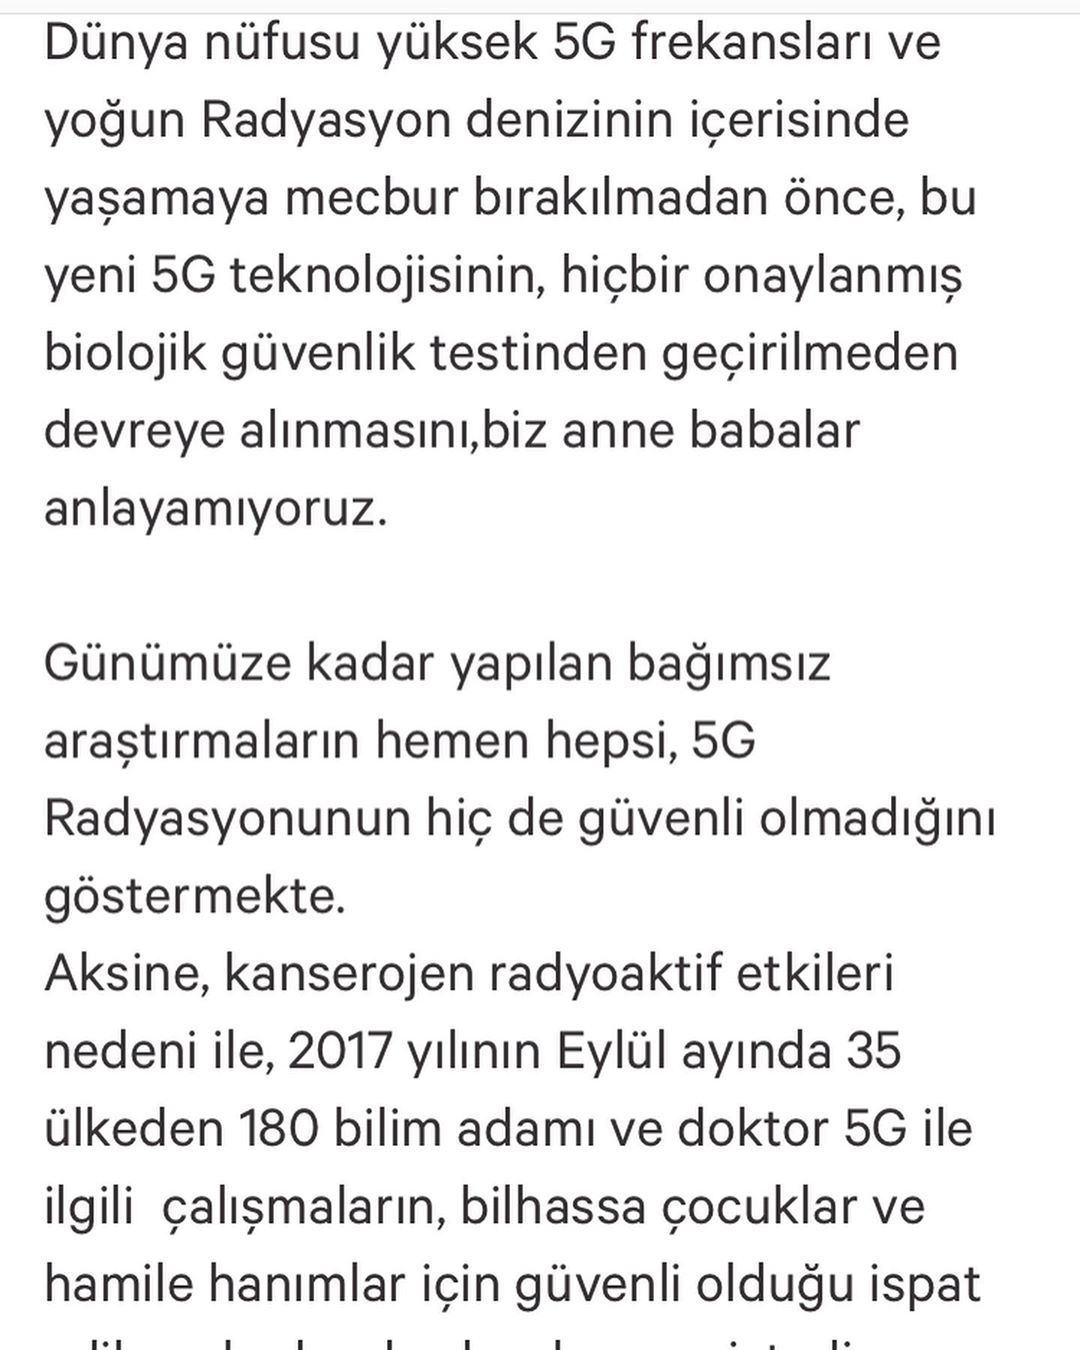 Dünya nüfusu yüksek 5G frekansları ve
yoğun Radyasyon denizinin içerisinde
yaşamaya mecbur bırakılmadan önce, bu
yeni 5G teknolojisinin, hiçbir onaylanmış
biolojik güvenlik testinden geçirilmeden
devreye alınmasını,biz anne babalar
anlayamıyoruz.
Günümüze kadar yapılan bağımsız
araştırmaların hemen hepsi, 5G
Radyasyonunun hiç de güvenli olmadığını
göstermekte.
Aksine, kanserojen radyoaktif etkileri
nedeni ile, 2017 yılının Eylül ayında 35
ülkeden 180 bilim adamı ve doktor 5G ile
ilgili  çalışmaların, bilhassa çocuklar ve
hamile hanımlar için güvenli olduğu ispat